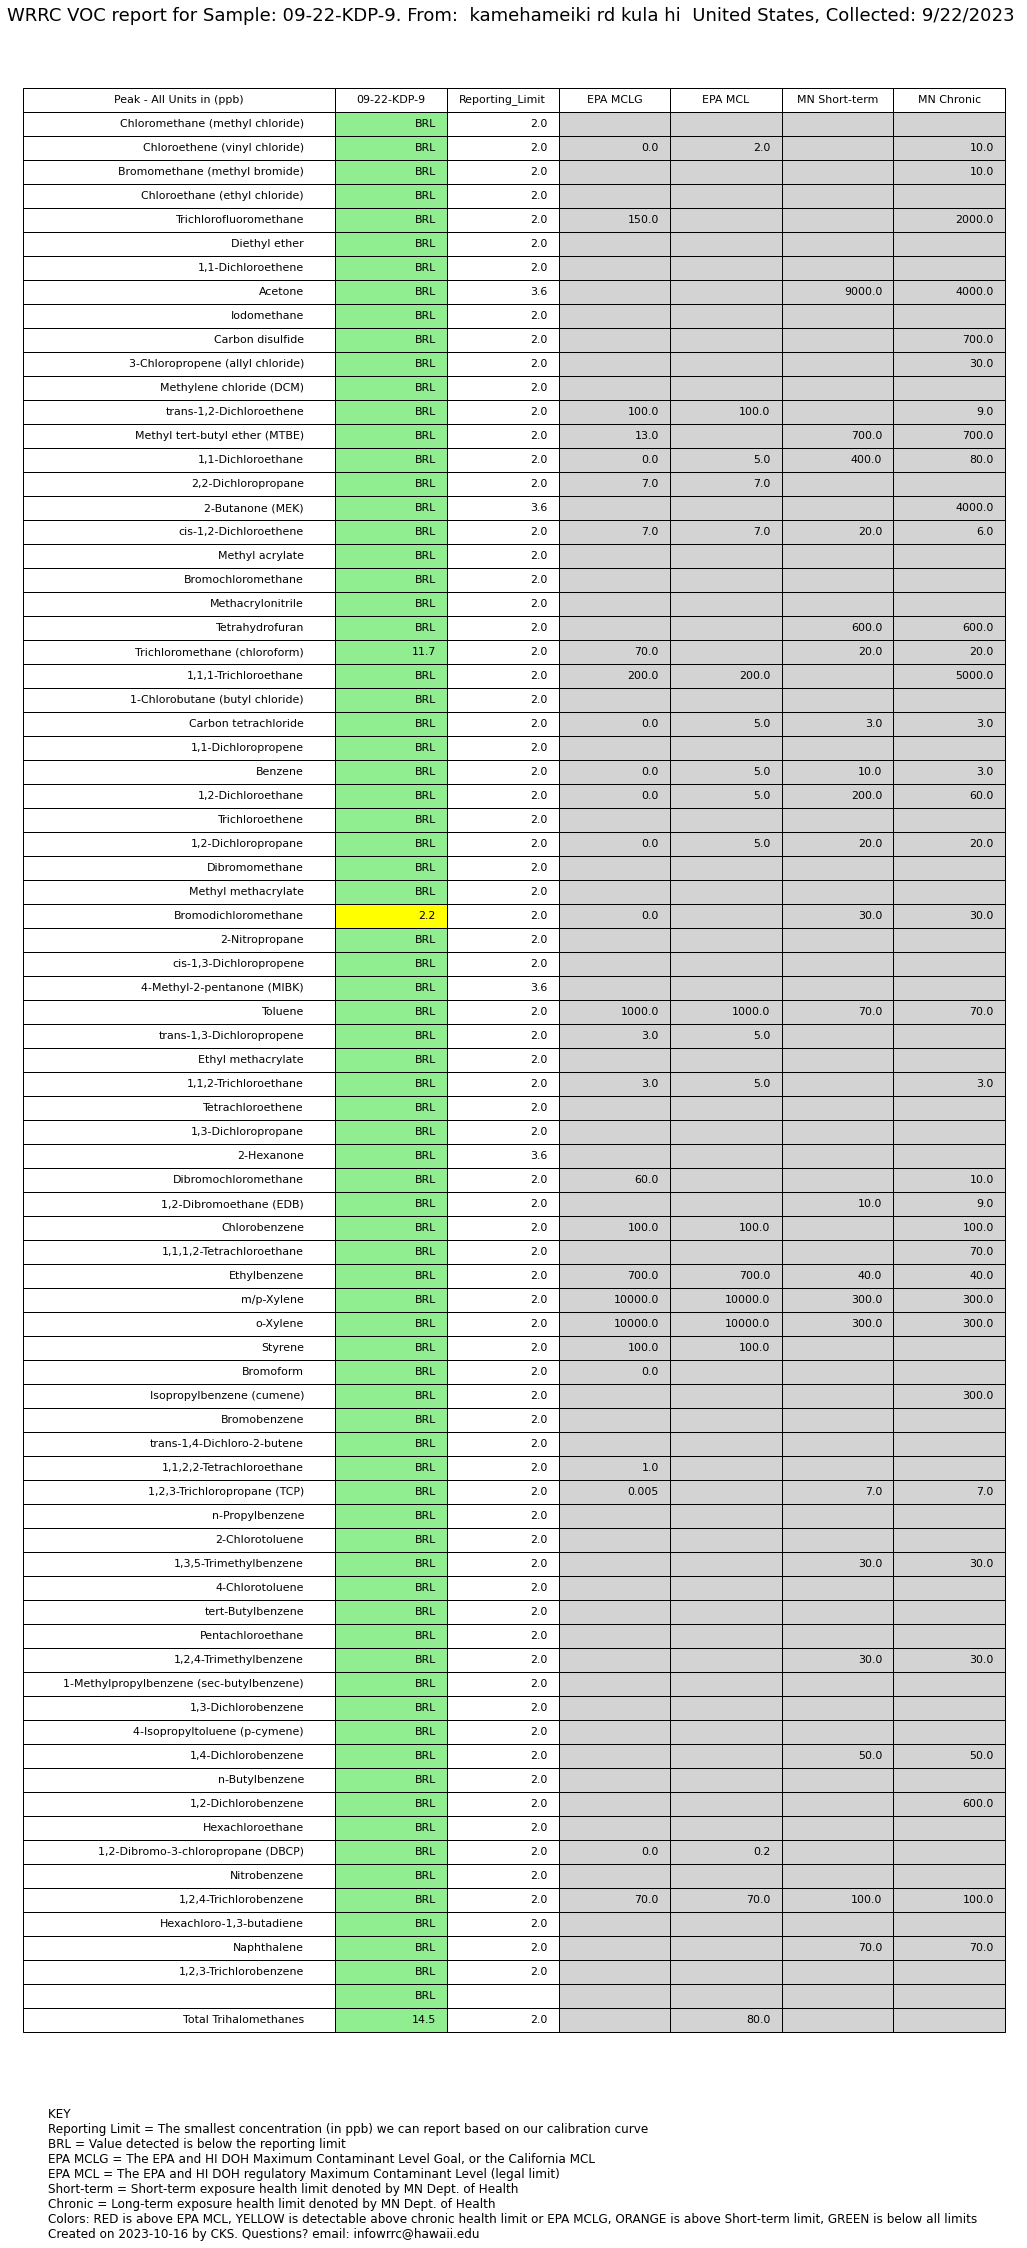 WRRC VOC report for Sample: 09-22-KDP-9. From:  kamehameiki rd kula hi  United States, Collected: 9/22/2023
Peak - All Units in (ppb) 09-22-KDP-9 Reporting_Limit EPA MCLG EPA MCL MN Short-term MN Chronic
Chloromethane (methyl chloride) BRL 2.0
Chloroethene (vinyl chloride) BRL 2.0 0.0 2.0 10.0
Bromomethane (methyl bromide) BRL 2.0 10.0
Chloroethane (ethyl chloride) BRL 2.0
Trichlorofluoromethane BRL 2.0 150.0 2000.0
Diethyl ether BRL 2.0
1,1-Dichloroethene BRL 2.0
Acetone BRL 3.6 9000.0 4000.0
Iodomethane BRL 2.0
Carbon disulfide BRL 2.0 700.0
3-Chloropropene (allyl chloride) BRL 2.0 30.0
Methylene chloride (DCM) BRL 2.0
trans-1,2-Dichloroethene BRL 2.0 100.0 100.0 9.0
Methyl tert-butyl ether (MTBE) BRL 2.0 13.0 700.0 700.0
1,1-Dichloroethane BRL 2.0 0.0 5.0 400.0 80.0
2,2-Dichloropropane BRL 2.0 7.0 7.0
2-Butanone (MEK) BRL 3.6 4000.0
cis-1,2-Dichloroethene BRL 2.0 7.0 7.0 20.0 6.0
Methyl acrylate BRL 2.0
Bromochloromethane BRL 2.0
Methacrylonitrile BRL 2.0
Tetrahydrofuran BRL 2.0 600.0 600.0
Trichloromethane (chloroform) 11.7 2.0 70.0 20.0 20.0
1,1,1-Trichloroethane BRL 2.0 200.0 200.0 5000.0
1-Chlorobutane (butyl chloride) BRL 2.0
Carbon tetrachloride BRL 2.0 0.0 5.0 3.0 3.0
1,1-Dichloropropene BRL 2.0
Benzene BRL 2.0 0.0 5.0 10.0 3.0
1,2-Dichloroethane BRL 2.0 0.0 5.0 200.0 60.0
Trichloroethene BRL 2.0
1,2-Dichloropropane BRL 2.0 0.0 5.0 20.0 20.0
Dibromomethane BRL 2.0
Methyl methacrylate BRL 2.0
Bromodichloromethane 2.2 2.0 0.0 30.0 30.0
2-Nitropropane BRL 2.0
cis-1,3-Dichloropropene BRL 2.0
4-Methyl-2-pentanone (MIBK) BRL 3.6
Toluene BRL 2.0 1000.0 1000.0 70.0 70.0
trans-1,3-Dichloropropene BRL 2.0 3.0 5.0
Ethyl methacrylate BRL 2.0
1,1,2-Trichloroethane BRL 2.0 3.0 5.0 3.0
Tetrachloroethene BRL 2.0
1,3-Dichloropropane BRL 2.0
2-Hexanone BRL 3.6
Dibromochloromethane BRL 2.0 60.0 10.0
1,2-Dibromoethane (EDB) BRL 2.0 10.0 9.0
Chlorobenzene BRL 2.0 100.0 100.0 100.0
1,1,1,2-Tetrachloroethane BRL 2.0 70.0
Ethylbenzene BRL 2.0 700.0 700.0 40.0 40.0
m/p-Xylene BRL 2.0 10000.0 10000.0 300.0 300.0
o-Xylene BRL 2.0 10000.0 10000.0 300.0 300.0
Styrene BRL 2.0 100.0 100.0
Bromoform BRL 2.0 0.0
Isopropylbenzene (cumene) BRL 2.0 300.0
Bromobenzene BRL 2.0
trans-1,4-Dichloro-2-butene BRL 2.0
1,1,2,2-Tetrachloroethane BRL 2.0 1.0
1,2,3-Trichloropropane (TCP) BRL 2.0 0.005 7.0 7.0
n-Propylbenzene BRL 2.0
2-Chlorotoluene BRL 2.0
1,3,5-Trimethylbenzene BRL 2.0 30.0 30.0
4-Chlorotoluene BRL 2.0
tert-Butylbenzene BRL 2.0
Pentachloroethane BRL 2.0
1,2,4-Trimethylbenzene BRL 2.0 30.0 30.0
1-Methylpropylbenzene (sec-butylbenzene) BRL 2.0
1,3-Dichlorobenzene BRL 2.0
4-Isopropyltoluene (p-cymene) BRL 2.0
1,4-Dichlorobenzene BRL 2.0 50.0 50.0
n-Butylbenzene BRL 2.0
1,2-Dichlorobenzene BRL 2.0 600.0
Hexachloroethane BRL 2.0
1,2-Dibromo-3-chloropropane (DBCP) BRL 2.0 0.0 0.2
Nitrobenzene BRL 2.0
1,2,4-Trichlorobenzene BRL 2.0 70.0 70.0 100.0 100.0
Hexachloro-1,3-butadiene BRL 2.0
Naphthalene BRL 2.0 70.0 70.0
1,2,3-Trichlorobenzene BRL 2.0
BRL
Total Trihalomethanes 14.5 2.0 80.0
KEY
Reporting Limit = The smallest concentration (in ppb) we can report based on our calibration curve
BRL = Value detected is below the reporting limit
EPA MCLG = The EPA and HI DOH Maximum Contaminant Level Goal, or the California MCL
EPA MCL = The EPA and HI DOH regulatory Maximum Contaminant Level (legal limit)
Short-term = Short-term exposure health limit denoted by MN Dept. of Health
Chronic = Long-term exposure health limit denoted by MN Dept. of Health
Colors: RED is above EPA MCL, YELLOW is detectable above chronic health limit or EPA MCLG, ORANGE is above Short-term limit, GREEN is below all limits
Created on 2023-10-16 by CKS. Questions? email: infowrrc@hawaii.edu